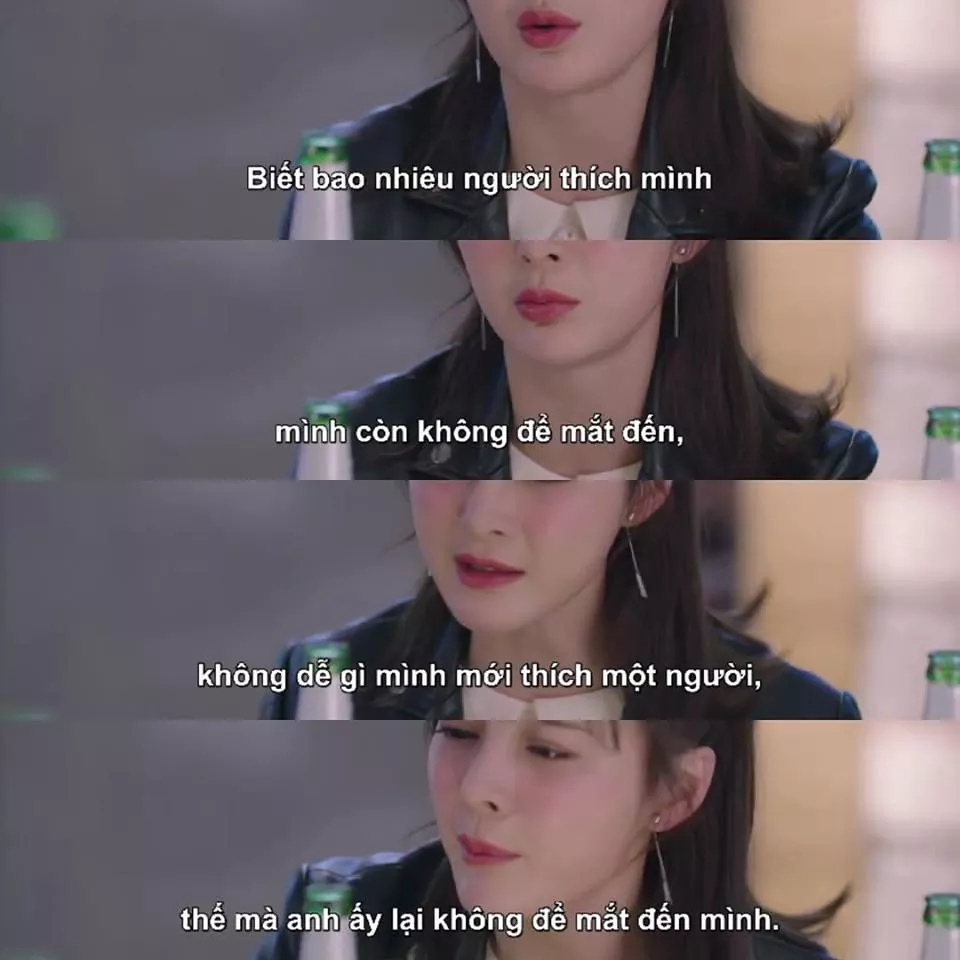 Biết bao nhiêu người thích mình
mình còn không để mắt đến,
không dễ gì mình mới thích một người,
thế mà anh ấy lại không để mắt đến mình.